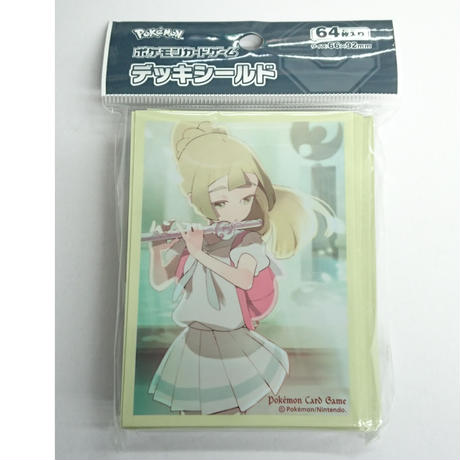 POKÉMON
ポケモンカードゲーム
デッキシールド
64枚入り
サイズ:66×92mm
Pokémon Card Game
©Pokémon/Nintendo.